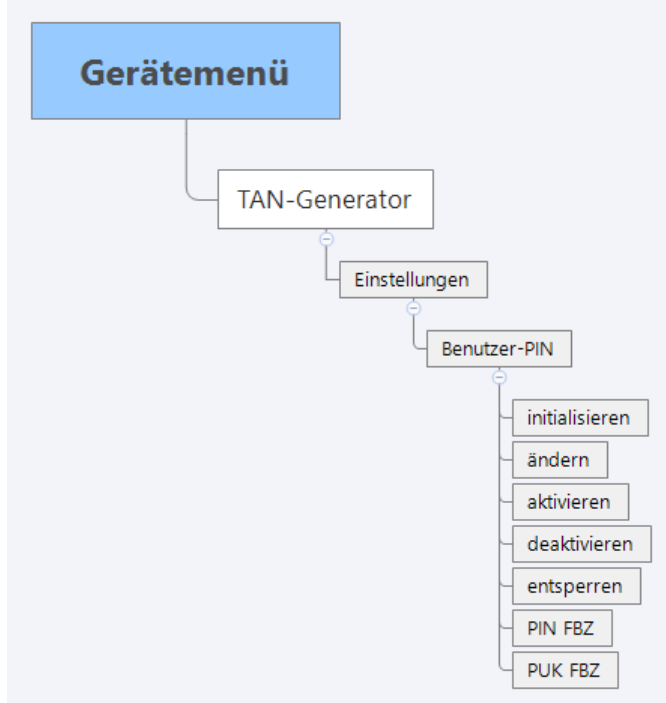 Gerätemenü
TAN-Generator
Einstellungen
Benutzer-PIN
initialisieren
ändern
aktivieren
deaktivieren
entsperren
PIN FBZ
PUK FBZ